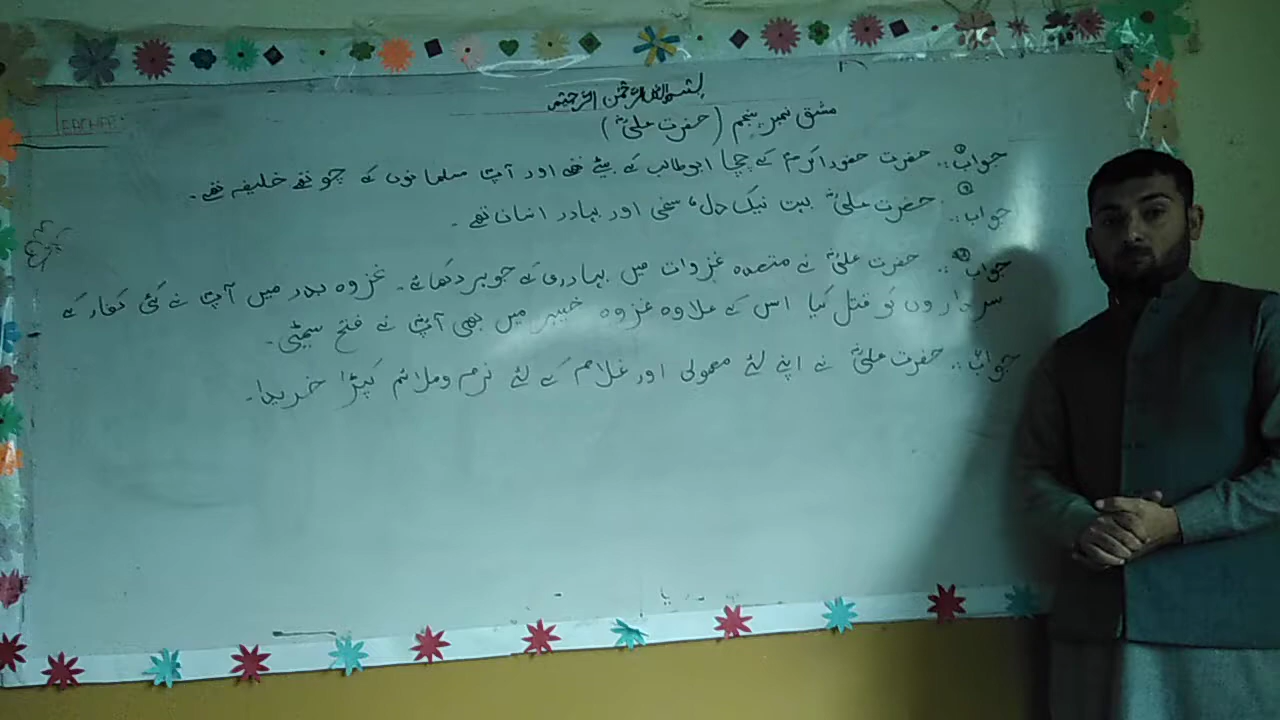 بسم اللہ الرحمٰن الرحیم
مشق نمبر پنجم (حضرت علیؓ)
جواب۱:۔ حضرت حضور اکرمؐ کے چچا ابو طالب کے بیٹے تھے اور آپؓ مسلمانوں کے چوتھے خلیفہ تھے۔
جواب۲:۔ حضرت علیؓ بہت نیک دل، سخی اور بہادر انسان تھے۔
جواب۳:۔ حضرت علیؓ نے متعدد غزوات میں بہادری کے جوہر دکھائے۔ غزوہ بدر میں آپؓ نے کئی کفار کے
سرداروں کو قتل کیا اس کے علاوہ غزوہ خیبر میں بھی آپؓ نے فتح سمیٹی۔
جواب:۔ حضرت علیؓ نے اپنے لئے معمولی اور غلام کے لئے نرم و ملائم کپڑا خریدا۔